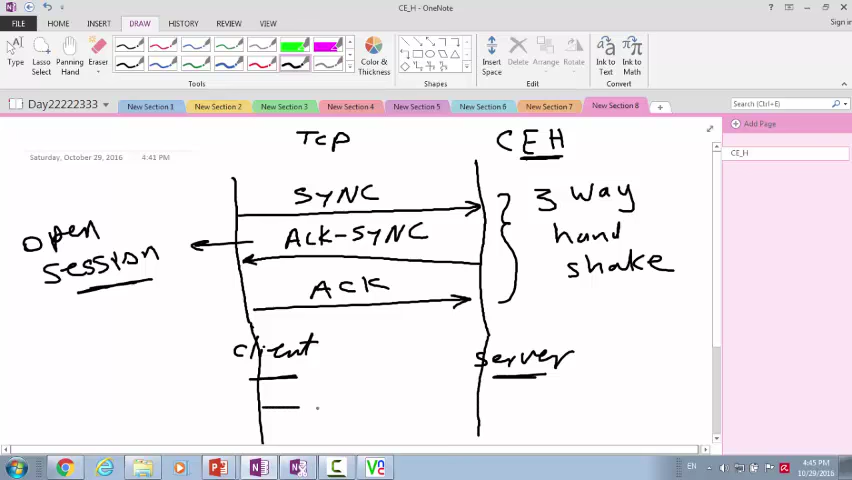 CE_H - OneNote
Sign in
FILE HOME INSERT DRAW HISTORY REVIEW VIEW
Type Lasso Select Panning Hand Eraser Color & Thickness Insert Space Delete Arrange Rotate Ink to Text Ink to Math
Tools Shapes Edit Convert
Day22222333 New Section 1 New Section 2 New Section 3 New Section 4 New Section 5 New Section 6 New Section 7 New Section 8
Search (Ctrl+E)
Add Page
CE_H
Saturday, October 29, 2016 4:41 PM
TCP CEH
SYNC
ACK-SYNC
ACK
3 way
hand
shake
open
session
client
server
EN
4:45 PM
10/29/2016